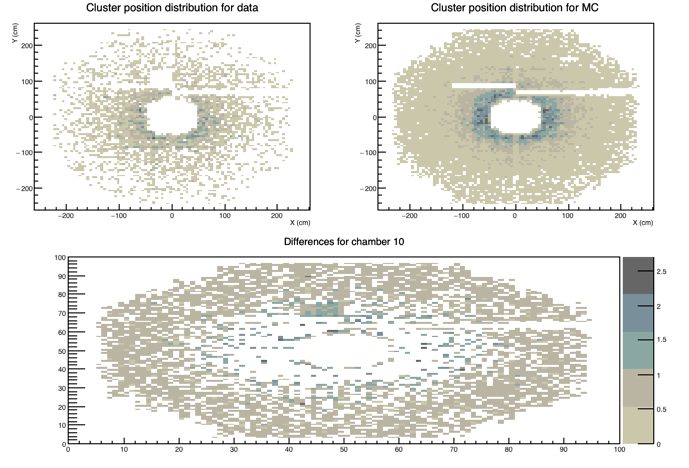 Cluster position distribution for data
Y (cm)
200
100
0
−100
−200
−200 −100 0 100 200
X (cm)
Cluster position distribution for MC
Y (cm)
200
100
0
−100
−200
−200 −100 0 100 200
X (cm)
Differences for chamber 10
100
90
80
70
60
50
40
30
20
10
0
0 10 20 30 40 50 60 70 80 90 100
2.5
2
1.5
1
0.5
0